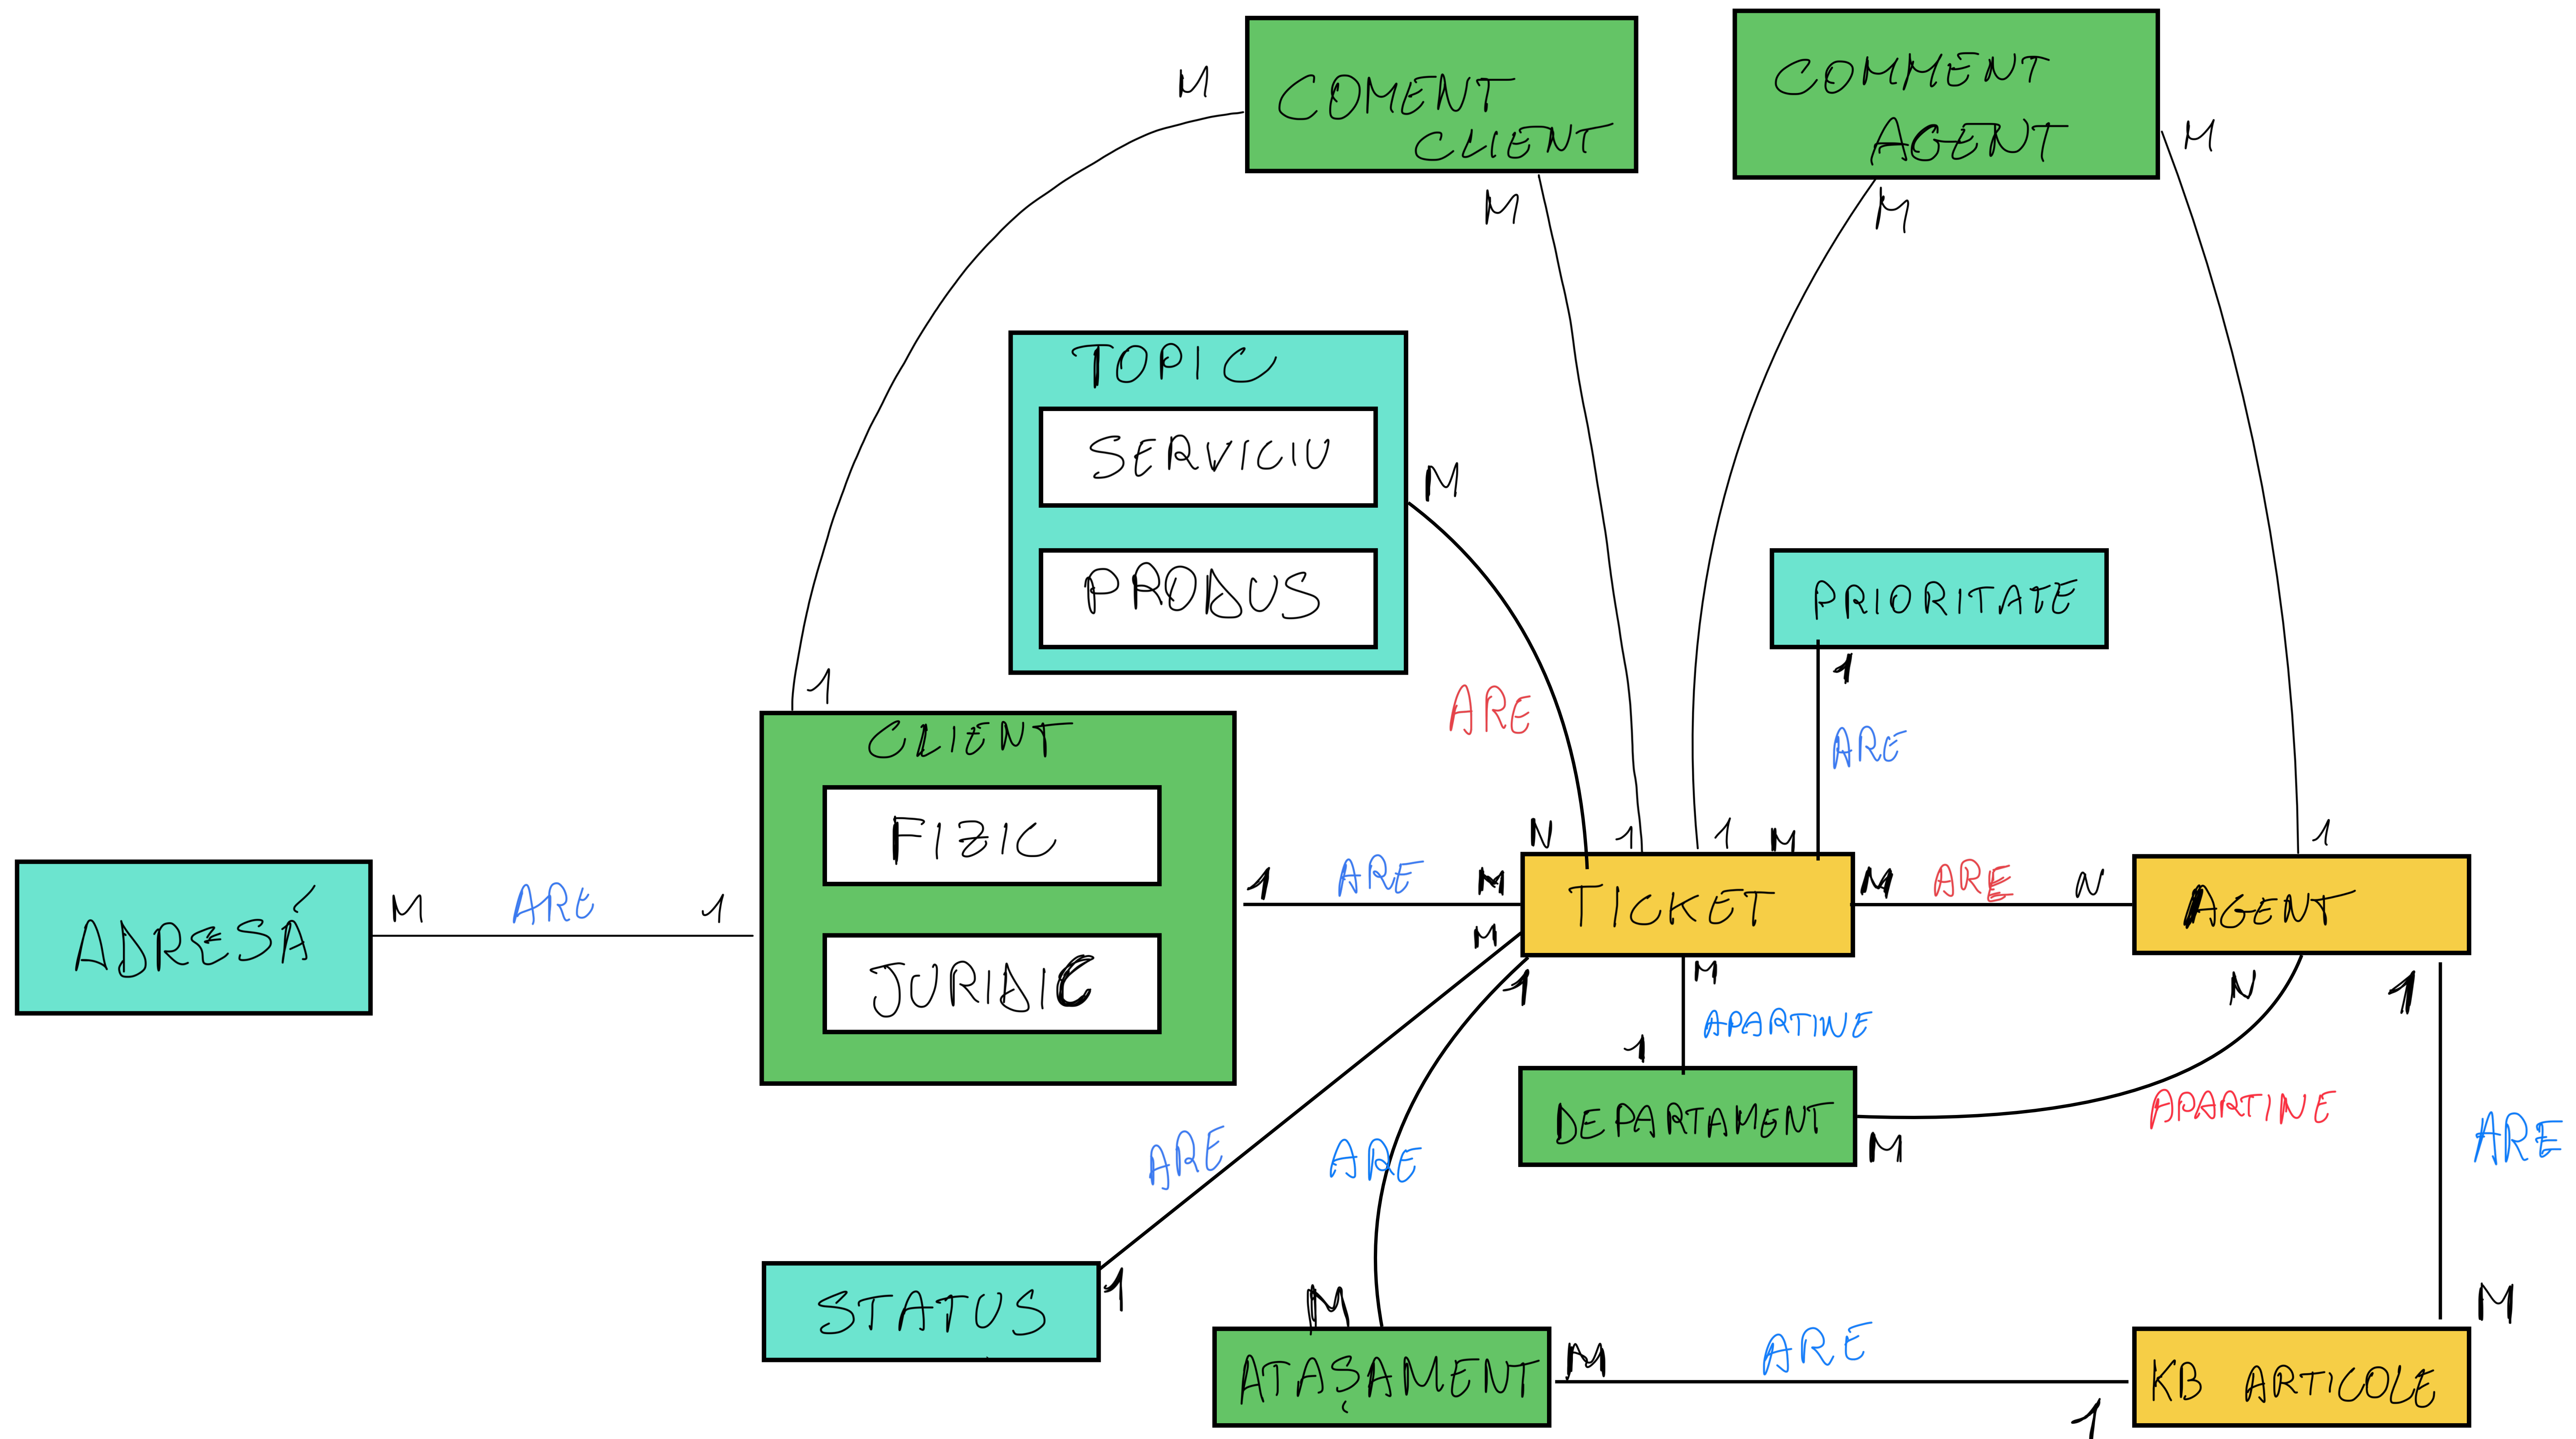 M
COMENT
CLIENT
M
COMMENT
AGENT
M
M
TOPIC
SERVICIU
PRODUS
M
ARE
PRIORITATE
1
ARE
1
CLIENT
FIZIC
JURIDIC
ADRESĂ
M ARE 1
1 ARE M
N 1 1 M
TICKET
M ARE N
1
AGENT
M
1
M
APARTINE
1
DEPARTAMENT
M
N
APARTINE
1
ARE
M
ARE
ARE
STATUS
1
M
ATAȘAMENT
M ARE 1
KB ARTICOLE